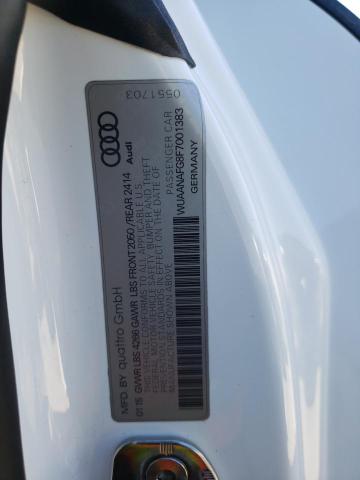 0551703
Audi
MFD. BY quattro GmbH
01.15 GVWR LBS 4266 GAWR LBS FRONT 2050 /REAR 2414
THIS VEHICLE CONFORMS TO ALL APPLICABLE U.S.
FEDERAL MOTOR VEHICLE SAFETY, BUMPER AND THEFT
PREVENTION STANDARDS IN EFFECT ON THE DATE OF
MANUFACTURE SHOWN ABOVE
PASSENGER CAR
WUAANAFG8F7001383
GERMANY